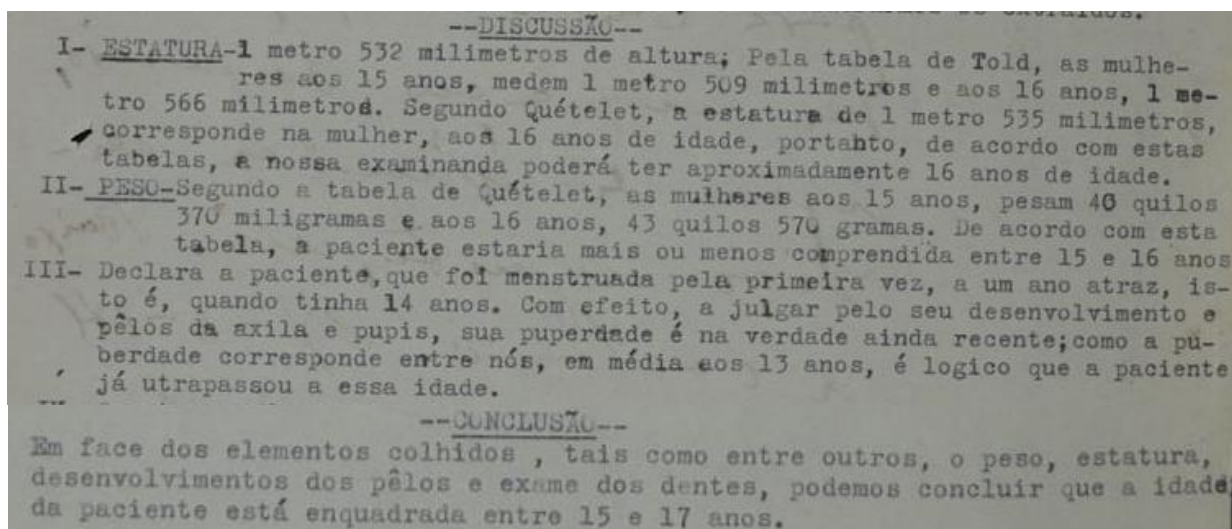 os extraidos.
--DISCUSSÃO--
I- ESTATURA-1 metro 532 milimetros de altura; Pela tabela de Told, as mulhe-
res aos 15 anos, medem 1 metro 509 milimetros e aos 16 anos, 1 me-
tro 566 milimetros. Segundo Quételet, a estatura de 1 metro 535 milimetros,
corresponde na mulher, aos 16 anos de idade, portahto, de acordo com estas
tabelas, a nossa examinanda poderá ter aproximadamente 16 anos de idade.
II- PESO-Segundo a tabela de Quételet, as mulheres aos 15 anos, pesam 40 quilos
370 miligramas e aos 16 anos, 43 quilos 570 gramas. De acordo com esta
tabela, a paciente estaria mais ou menos comprendida entre 15 e 16 anos
III- Declara a paciente, que foi menstruada pela primeira vez, a um ano atraz, is-
to é, quando tinha 14 anos. Com efeito, a julgar pelo seu desenvolvimento e
pêlos da axila e pupis, sua puperdade é na verdade ainda recente;como a pu-
berdade corresponde entre nós, em média aos 13 anos, é logico que a paciente
já utrapassou a essa idade.
--CONCLUSÃO--
Em face dos elementos colhidos , tais como entre outros, o peso, estatura,
desenvolvimentos dos pêlos e exame dos dentes, podemos concluir que a idade
da paciente está enquadrada entre 15 e 17 anos.